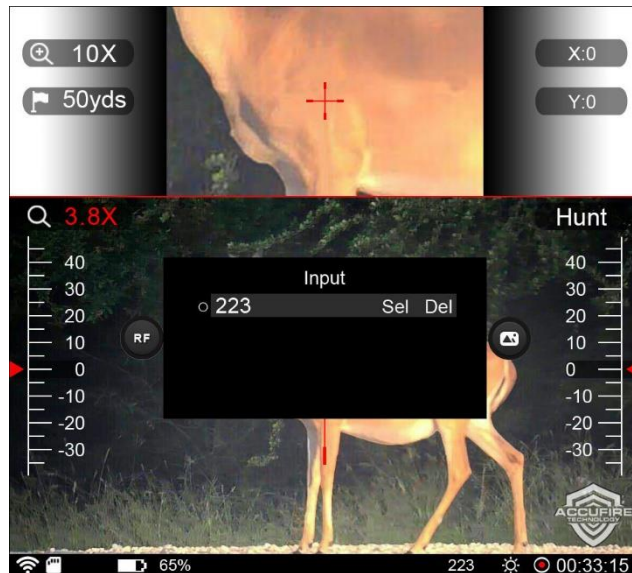 10X
X:0
50yds
Y:0
3.8X
Hunt
Input
223 Sel Del
RF
40
30
20
10
0
-10
-20
-30
40
30
20
10
0
-10
-20
-30
ACCUFIRE
TECHNOLOGY
65%
223
00:33:15